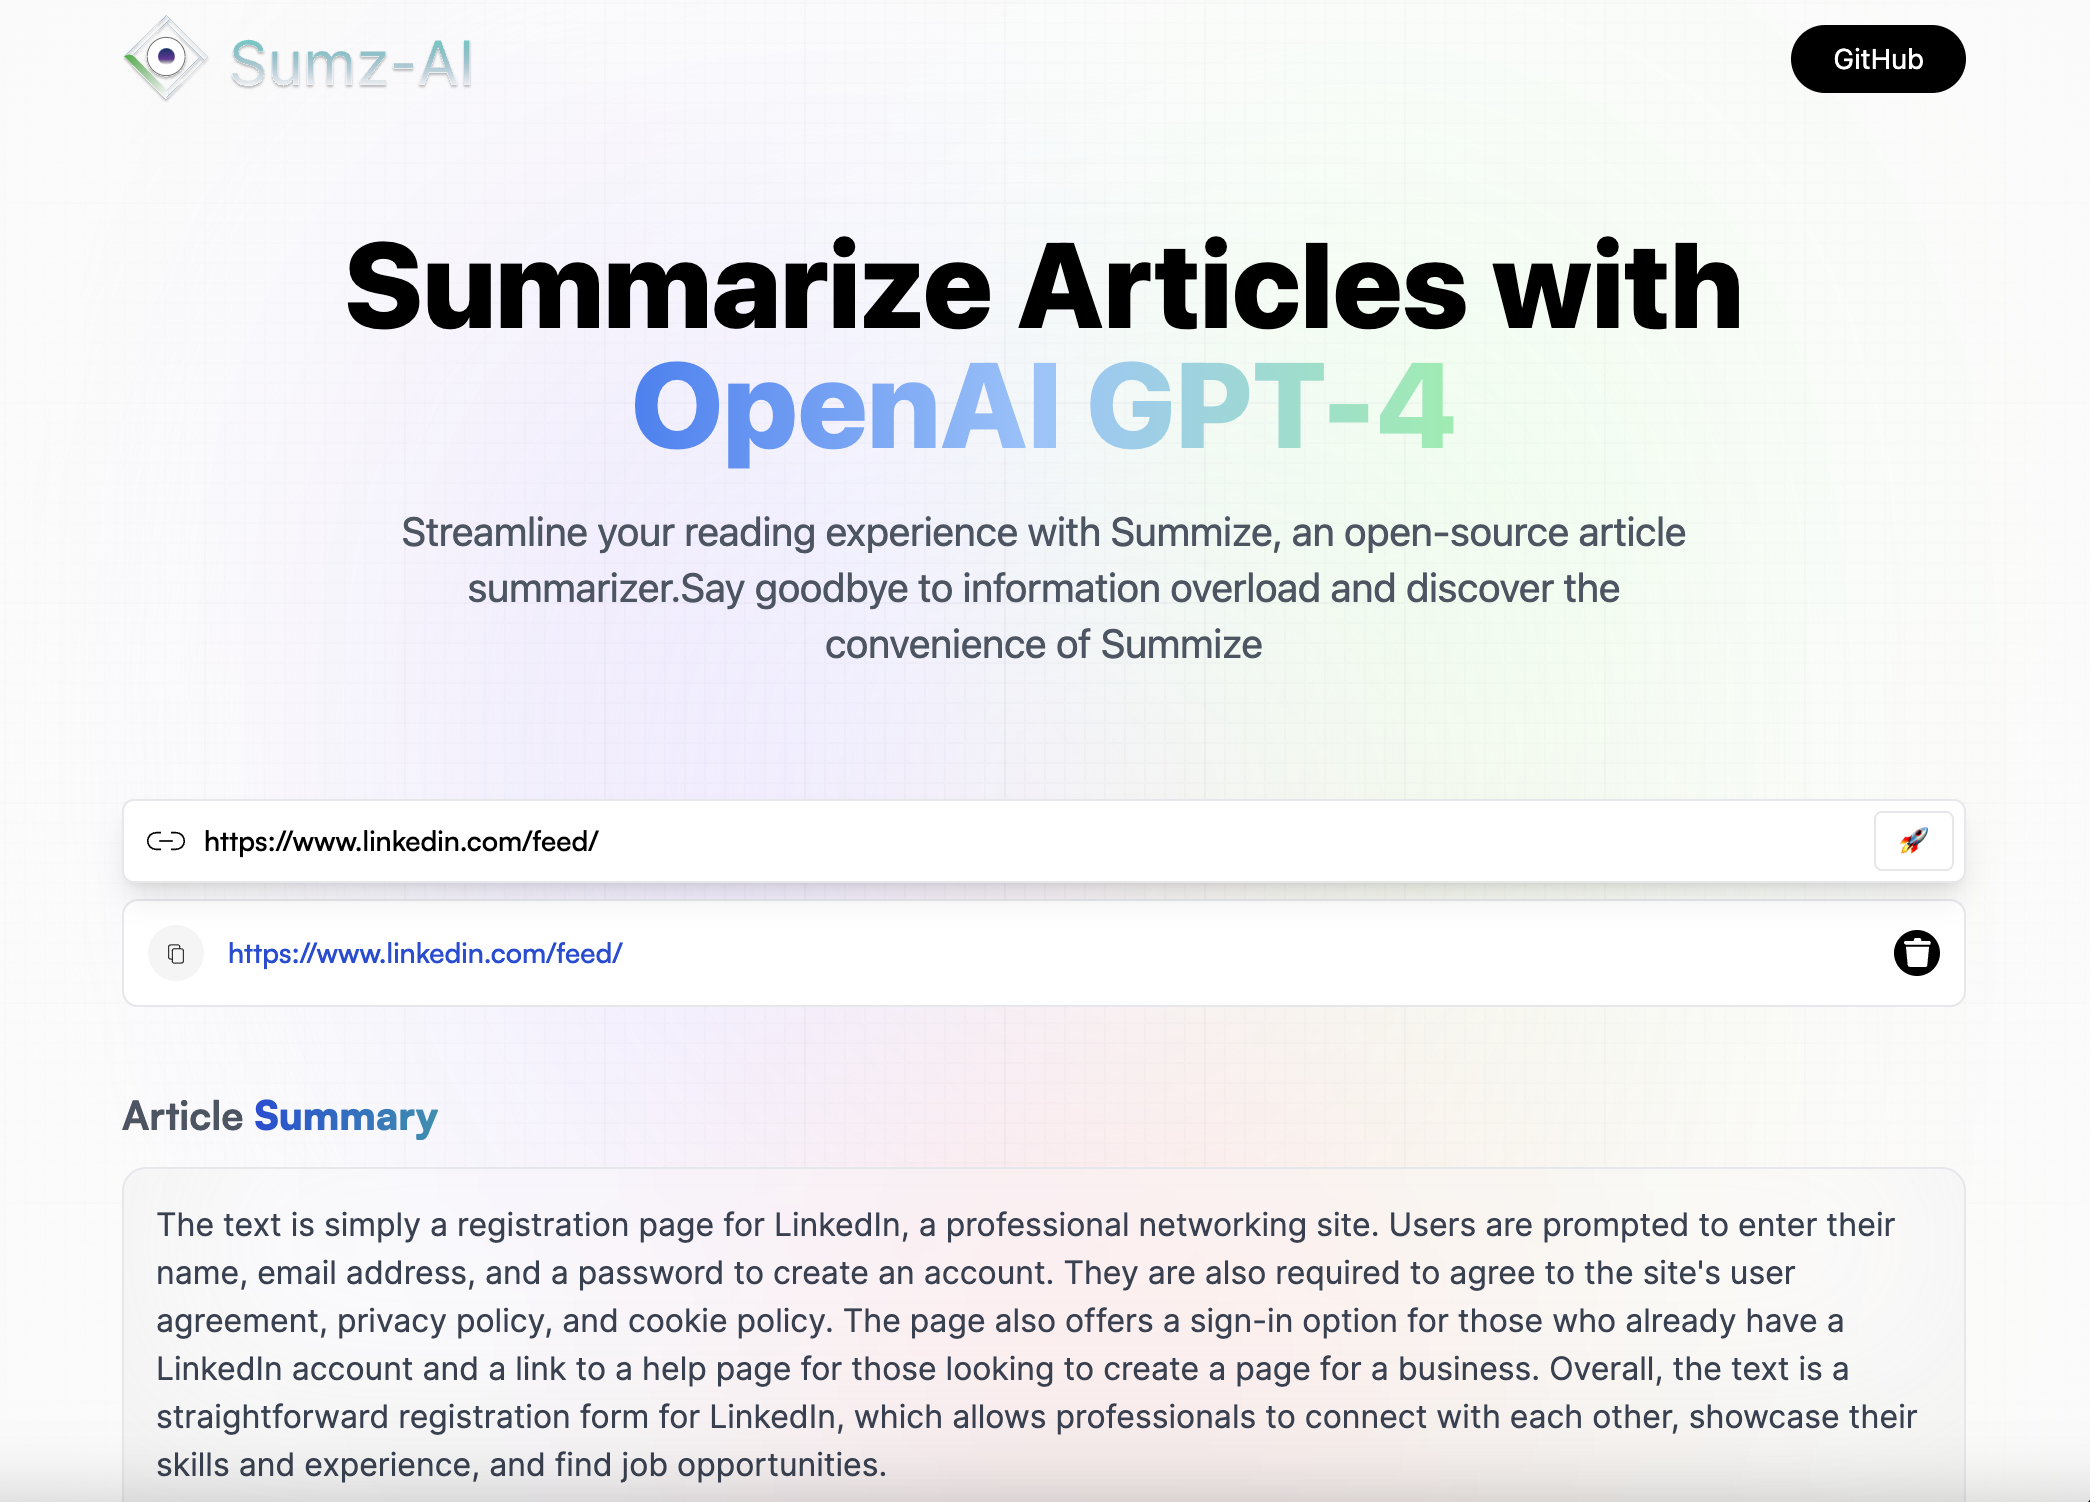 Sumz-AI
GitHub
Summarize Articles with
OpenAI GPT-4
Streamline your reading experience with Summize, an open-source article
summarizer.Say goodbye to information overload and discover the
convenience of Summize
https://www.linkedin.com/feed/
https://www.linkedin.com/feed/
Article Summary
The text is simply a registration page for LinkedIn, a professional networking site. Users are prompted to enter their
name, email address, and a password to create an account. They are also required to agree to the site's user
agreement, privacy policy, and cookie policy. The page also offers a sign-in option for those who already have a
LinkedIn account and a link to a help page for those looking to create a page for a business. Overall, the text is a
straightforward registration form for LinkedIn, which allows professionals to connect with each other, showcase their
skills and experience, and find job opportunities.